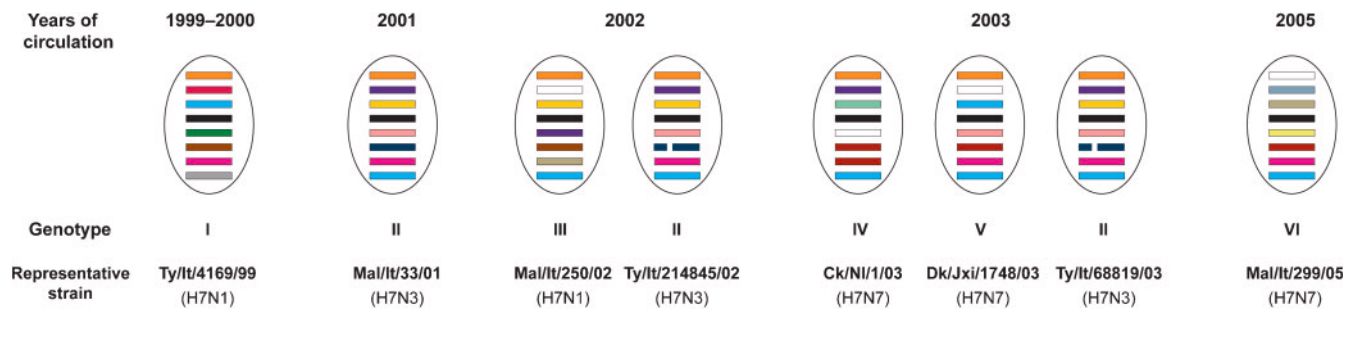 Years of
circulation
1999–2000
2001
2002
2003
2005
Genotype
I
II
III
II
IV
V
II
VI
Representative
strain
Ty/It/4169/99
(H7N1)
Mal/It/33/01
(H7N3)
Mal/It/250/02
(H7N1)
Ty/It/214845/02
(H7N3)
Ck/Nl/1/03
(H7N7)
Dk/Jxi/1748/03
(H7N7)
Ty/It/68819/03
(H7N3)
Mal/It/299/05
(H7N7)